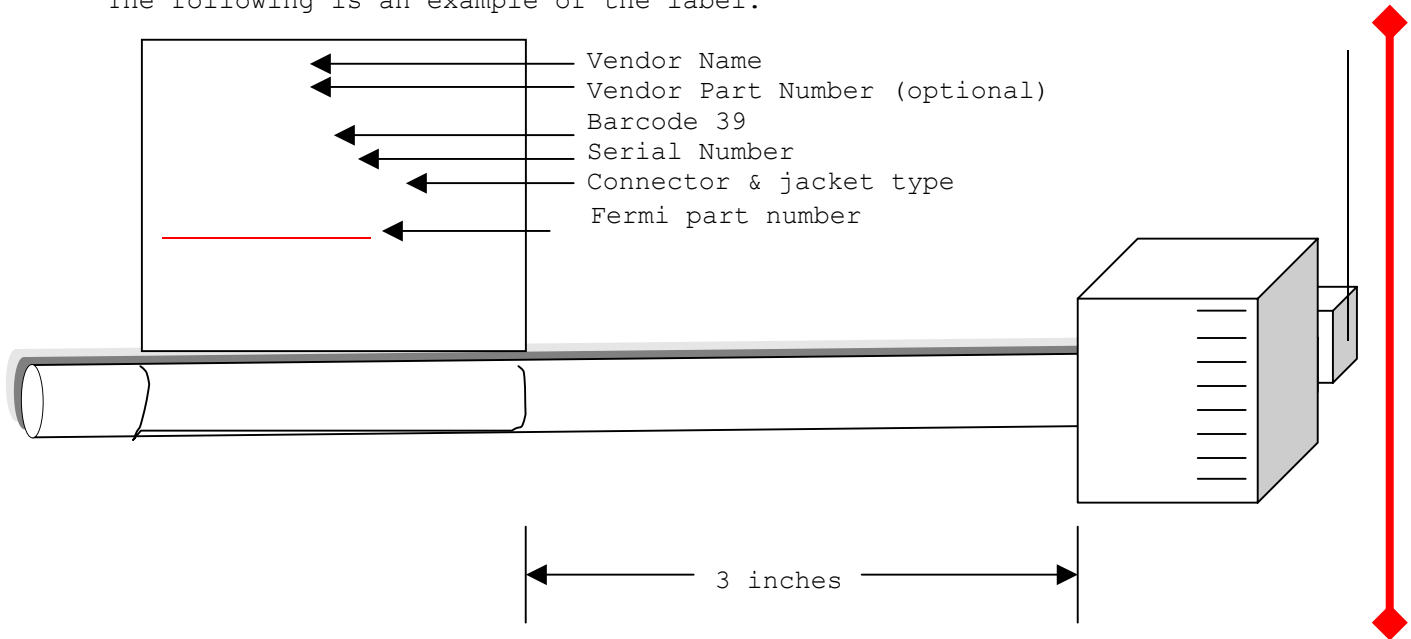 The following is an example of the label:
Vendor Name
Vendor Part Number (optional)
Barcode 39
Serial Number
Connector & jacket type
Fermi part number
3 inches